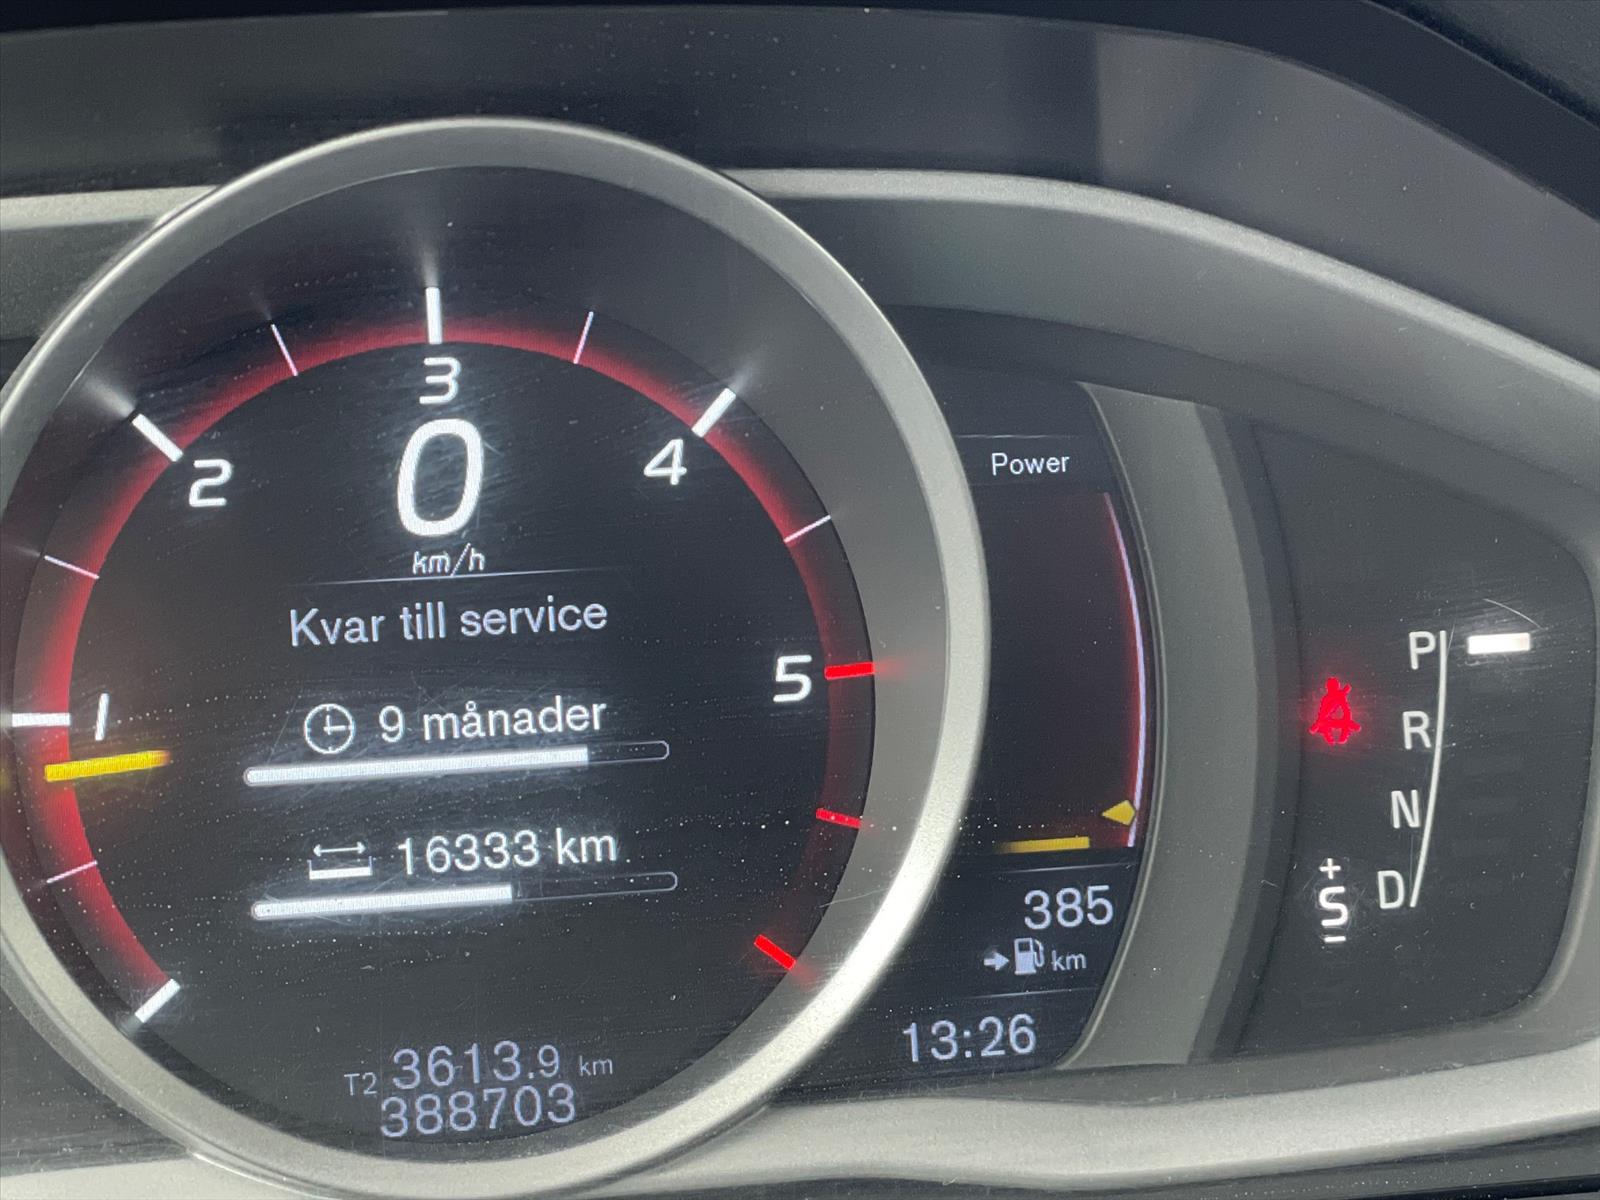 3
2
4
0
km/h
Power
Kvar till service
1
9 månader
5
16333 km
385
km
13:26
T2 3613.9 km
388703
P
R
N
D
+
S
−